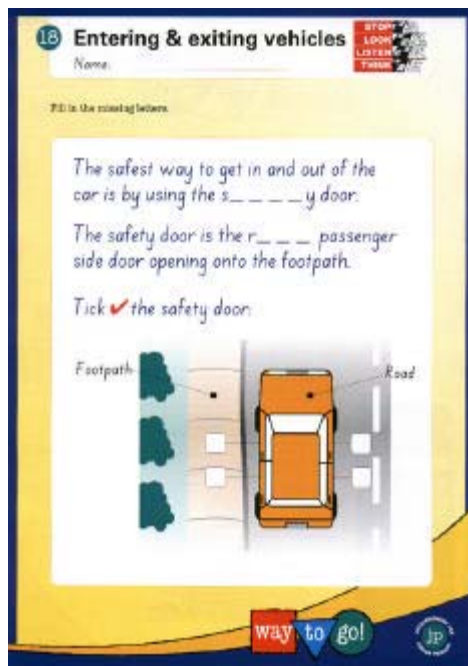 18 Entering & exiting vehicles
STOP
LOOK
LISTEN
THINK
Name:
Fill in the missing letters.
The safest way to get in and out of the
car is by using the s_ _ _ _ y door.
The safety door is the r_ _ _ passenger
side door opening onto the footpath.
Tick ✔ the safety door.
Footpath
Road
way to go!
jp